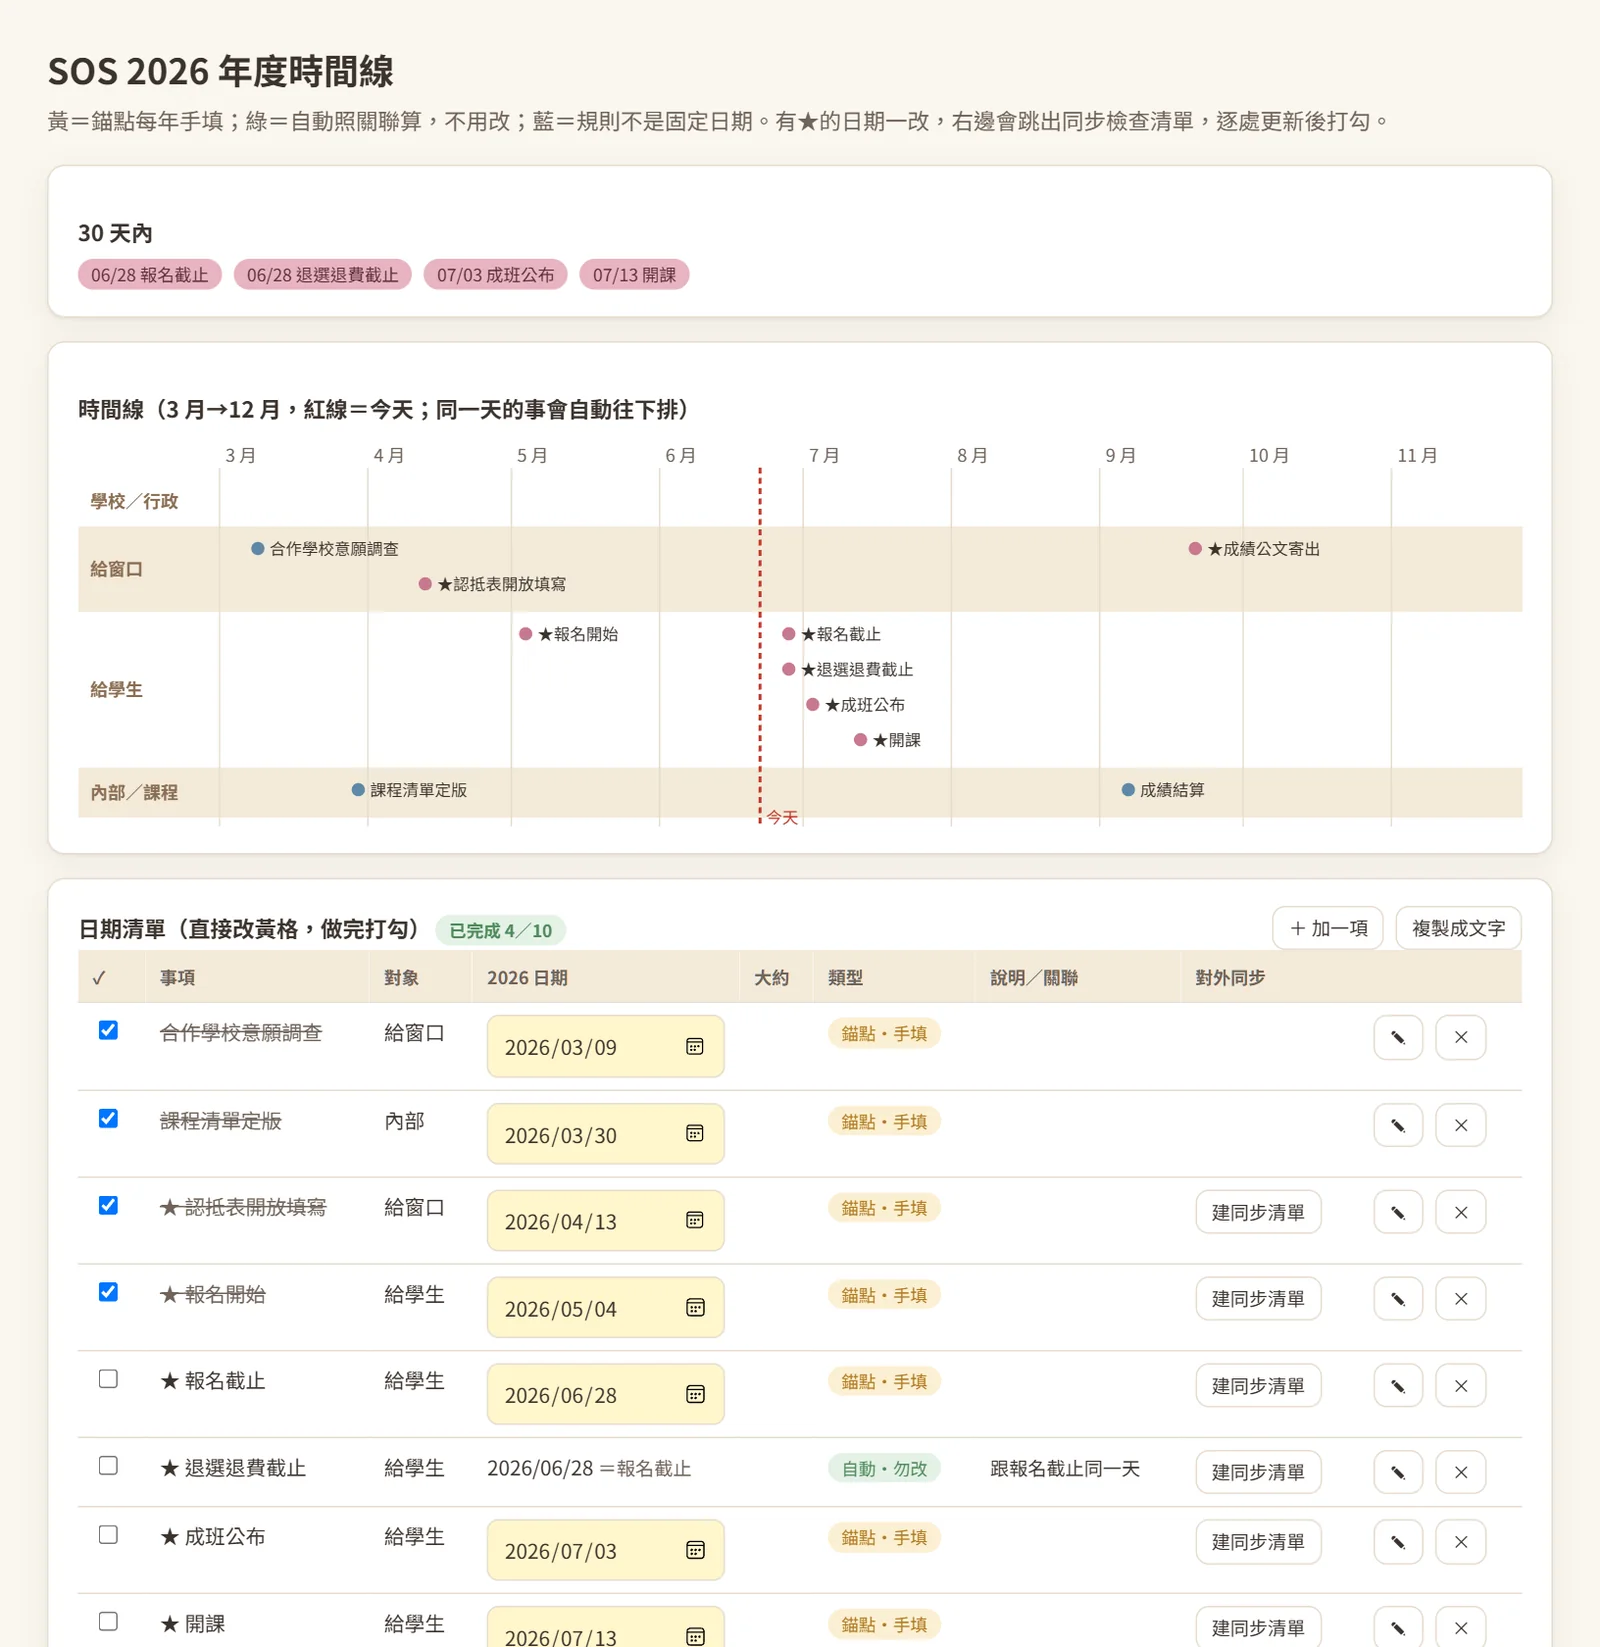 SOS 2026 年度時間線
黃＝錨點每年手填；綠＝自動照關聯算，不用改；藍＝規則不是固定日期。有★的日期一改，右邊會跳出同步檢查清單，逐處更新後打勾。
30 天內
06/28 報名截止 06/28 退選退費截止 07/03 成班公布 07/13 開課
時間線（3 月→12 月，紅線＝今天；同一天的事會自動往下排）
3 月 4 月 5 月 6 月 7 月 8 月 9 月 10 月 11 月
學校／行政
給窗口
合作學校意願調查 ★成績公文寄出
★認抵表開放填寫
給學生
★報名開始 ★報名截止
★退選退費截止
★成班公布
★開課
內部／課程
課程清單定版 成績結算
今天
日期清單（直接改黃格，做完打勾） 已完成 4／10 ＋ 加一項 複製成文字
✓ 事項 對象 2026 日期 大約 類型 說明／關聯 對外同步
合作學校意願調查 給窗口 2026/03/09 錨點・手填
課程清單定版 內部 2026/03/30 錨點・手填
★ 認抵表開放填寫 給窗口 2026/04/13 錨點・手填 建同步清單
★ 報名開始 給學生 2026/05/04 錨點・手填 建同步清單
★ 報名截止 給學生 2026/06/28 錨點・手填 建同步清單
★ 退選退費截止 給學生 2026/06/28 ＝報名截止 自動・勿改 跟報名截止同一天 建同步清單
★ 成班公布 給學生 2026/07/03 錨點・手填 建同步清單
★ 開課 給學生 2026/07/13 錨點・手填 建同步清單